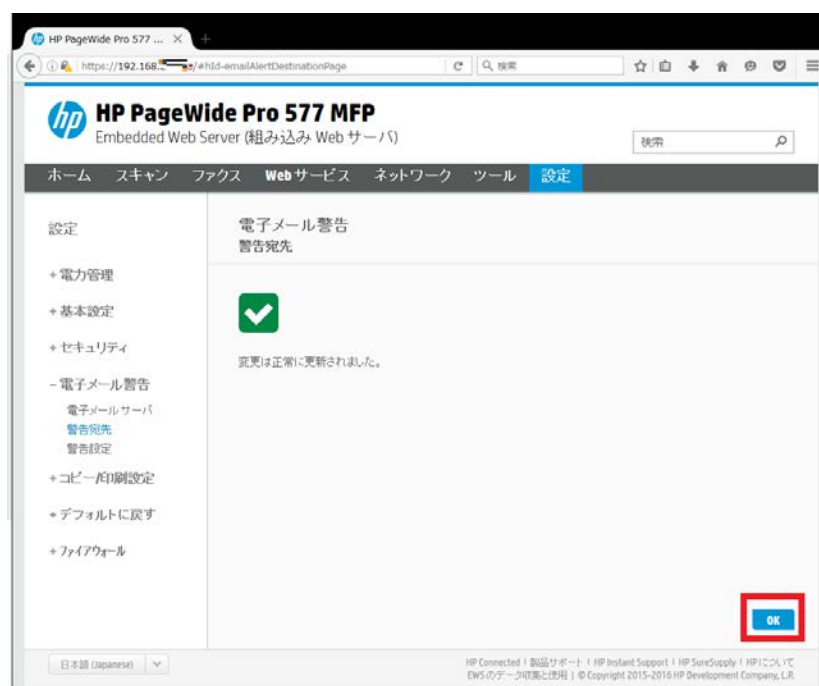 HP PageWide Pro 577 ... ×
https://192.168. /#hId-emailAlertDestinationPage
検索
hp
HP PageWide Pro 577 MFP
Embedded Web Server (組み込み Web サーバ)
検索
ホーム スキャン ファクス Web サービス ネットワーク ツール 設定
設定
+ 電力管理
+ 基本設定
+ セキュリティ
- 電子メール警告
電子メール サーバ
警告宛先
警告設定
+ コピー/印刷設定
+ デフォルトに戻す
+ ファイアウォール
電子メール警告
警告宛先
変更は正常に更新されました。
OK
日本語 (Japanese)
HP Connected | 製品サポート | HP Instant Support | HP SureSupply | HP について
EWS のデータ収集と使用 | © Copyright 2015-2016 HP Development Company, L.P.